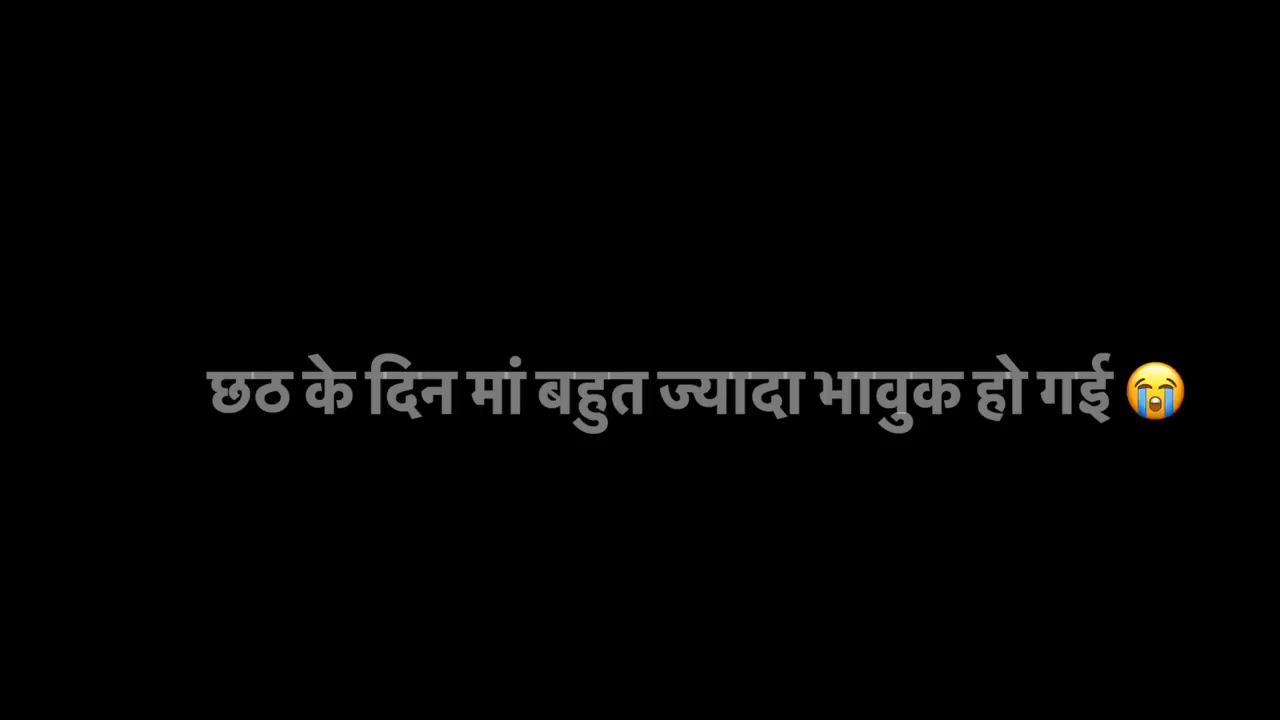 छठ के दिन मां बहुत ज्यादा भावुक हो गई 😭